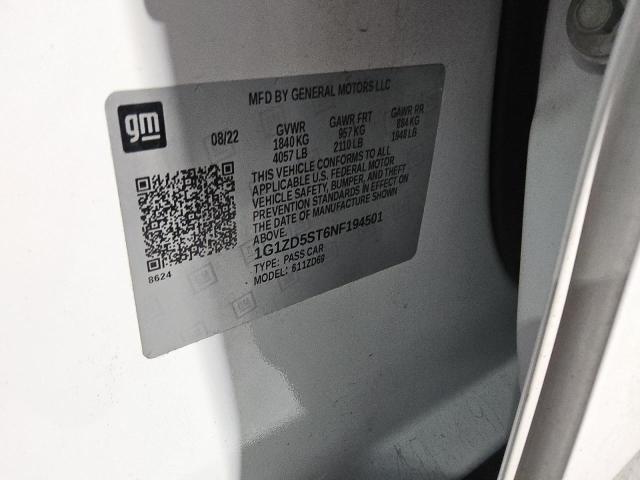 MFD BY GENERAL MOTORS LLC
gm
08/22 GVWR GAWR FRT GAWR RR
1840 KG 957 KG 884 KG
4057 LB 2110 LB 1948 LB
THIS VEHICLE CONFORMS TO ALL
APPLICABLE U.S. FEDERAL MOTOR
VEHICLE SAFETY, BUMPER, AND THEFT
PREVENTION STANDARDS IN EFFECT ON
THE DATE OF MANUFACTURE SHOWN
ABOVE.
1G1ZD5ST6NF194501
TYPE: PASS CAR
MODEL: 611ZD69
8624